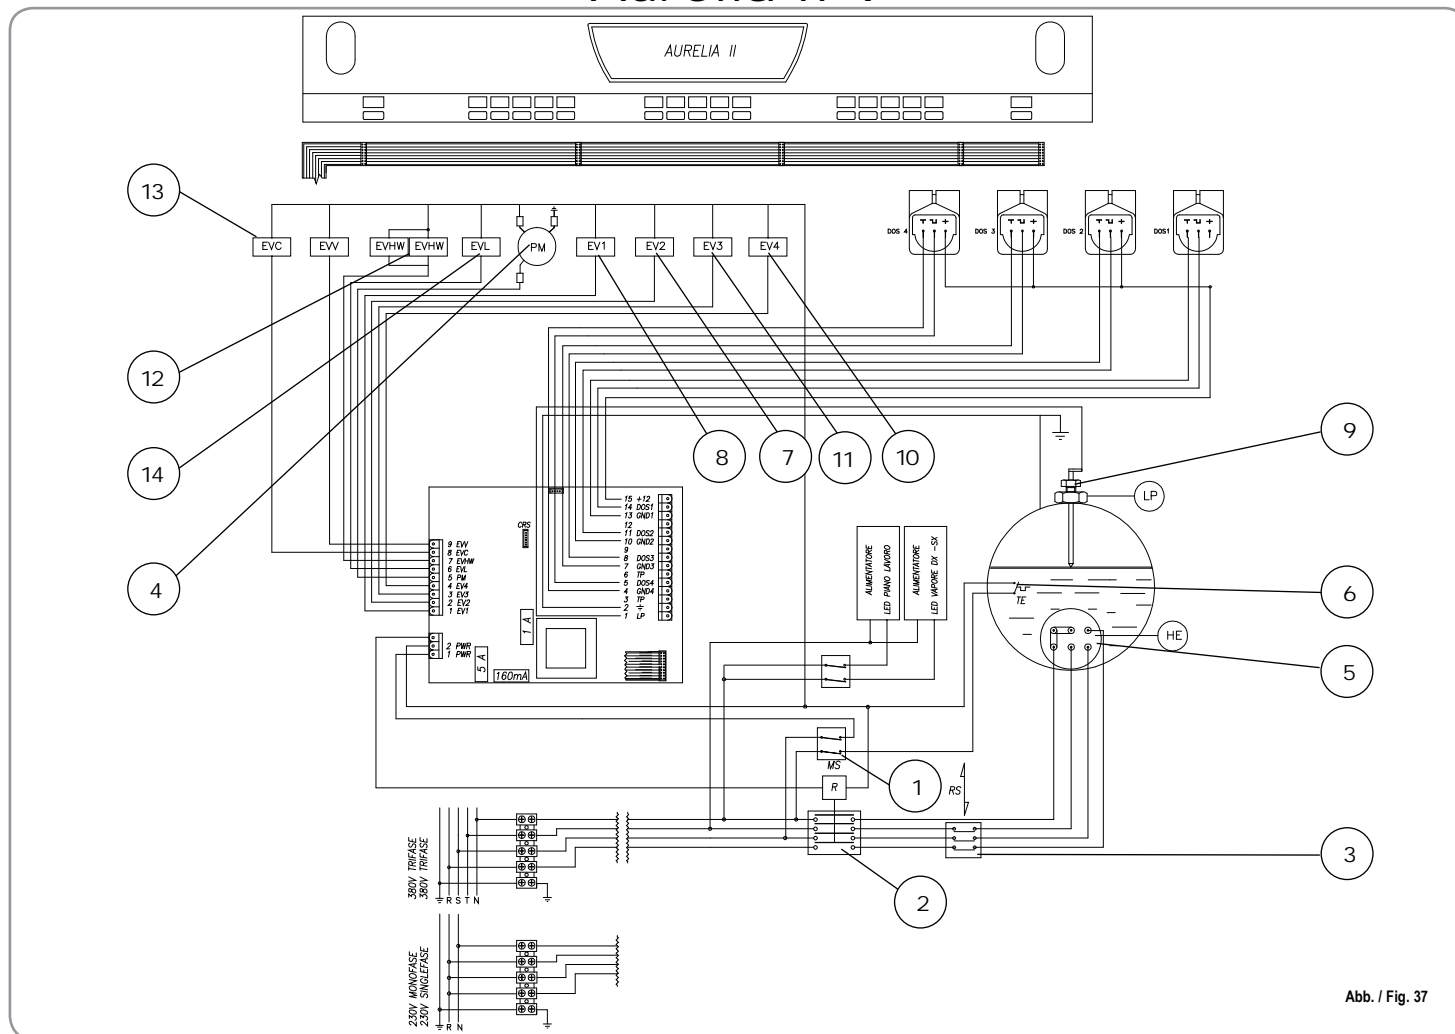 AURELIA II
13
EVC
EVV
EVHW
EVHW
EVL
PM
EV1
EV2
EV3
EV4
DOS 4
DOS 3
DOS 2
DOS1
12
14
4
8
7
11
10
9
LP
CRS
15 +12
14 DOS1
13 GND1
12
11 DOS2
10 GND2
9
8 DOS3
7 GND3
6 TP
5 DOS4
4 GND4
3 TP
2
1 LP
9 EVV
8 EVC
7 EVHW
6 EVL
5 PM
4 EV4
3 EV3
2 EV2
1 EV1
2 PWR
1 PWR
1 A
5 A
160mA
ALIMENTATORE
LED PIANO LAVORO
ALIMENTATORE
LED VAPORE DX -SX
TE
6
HE
5
MS
1
R
RS
3
2
380V TRIFASE
380V TRIFASE
R S T N
230V MONOFASE
230V SINGLEFASE
R N
Abb. / Fig. 37